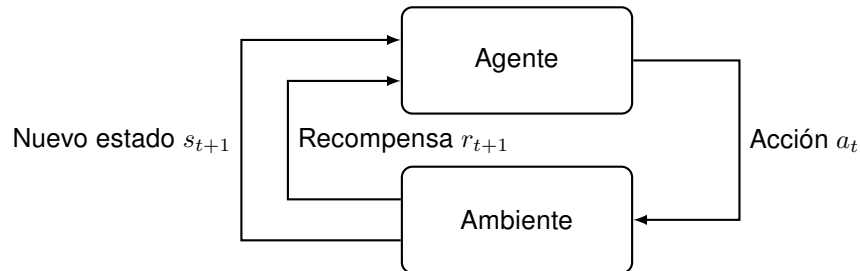 Agente
Nuevo estado s_{t+1}
Recompensa r_{t+1}
Acción a_t
Ambiente